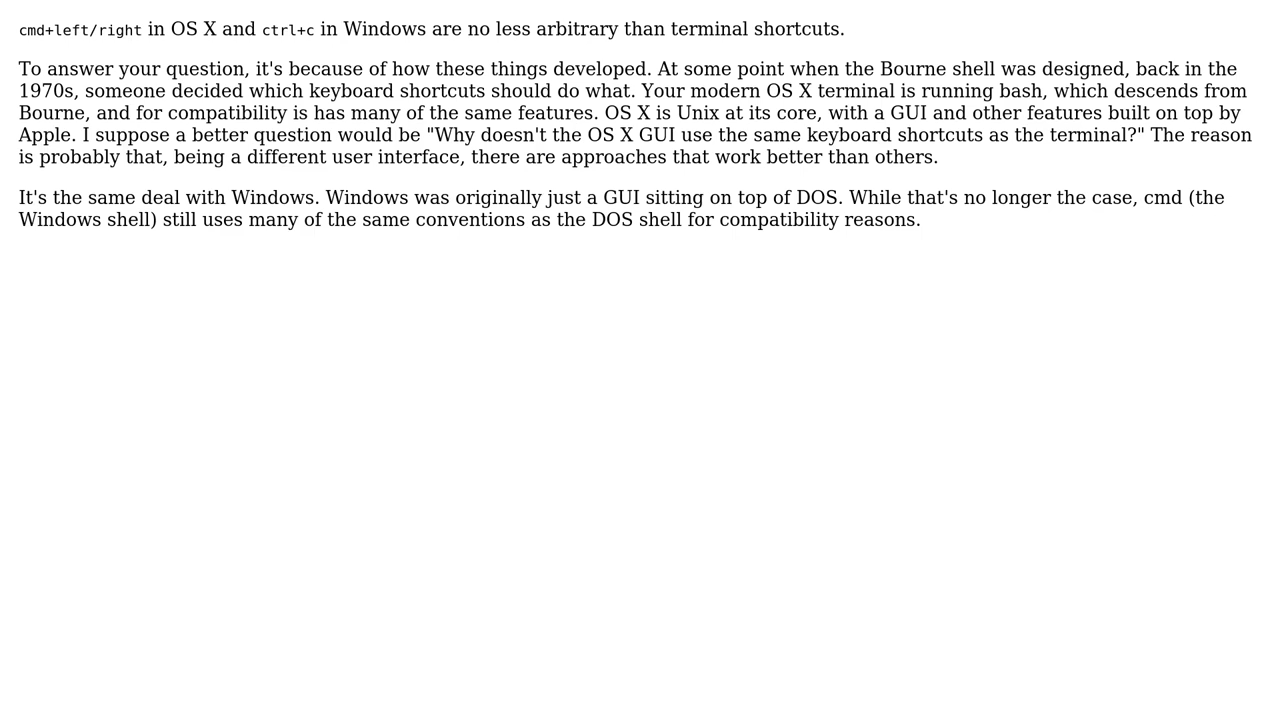 cmd+left/right in OS X and ctrl+c in Windows are no less arbitrary than terminal shortcuts.
To answer your question, it's because of how these things developed. At some point when the Bourne shell was designed, back in the
1970s, someone decided which keyboard shortcuts should do what. Your modern OS X terminal is running bash, which descends from
Bourne, and for compatibility is has many of the same features. OS X is Unix at its core, with a GUI and other features built on top by
Apple. I suppose a better question would be "Why doesn't the OS X GUI use the same keyboard shortcuts as the terminal?" The reason
is probably that, being a different user interface, there are approaches that work better than others.
It's the same deal with Windows. Windows was originally just a GUI sitting on top of DOS. While that's no longer the case, cmd (the
Windows shell) still uses many of the same conventions as the DOS shell for compatibility reasons.